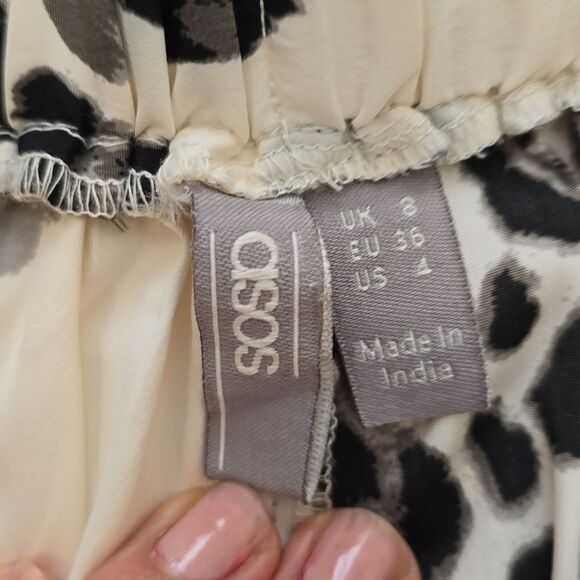 asos
UK 8
EU 36
US 4
Made In
India